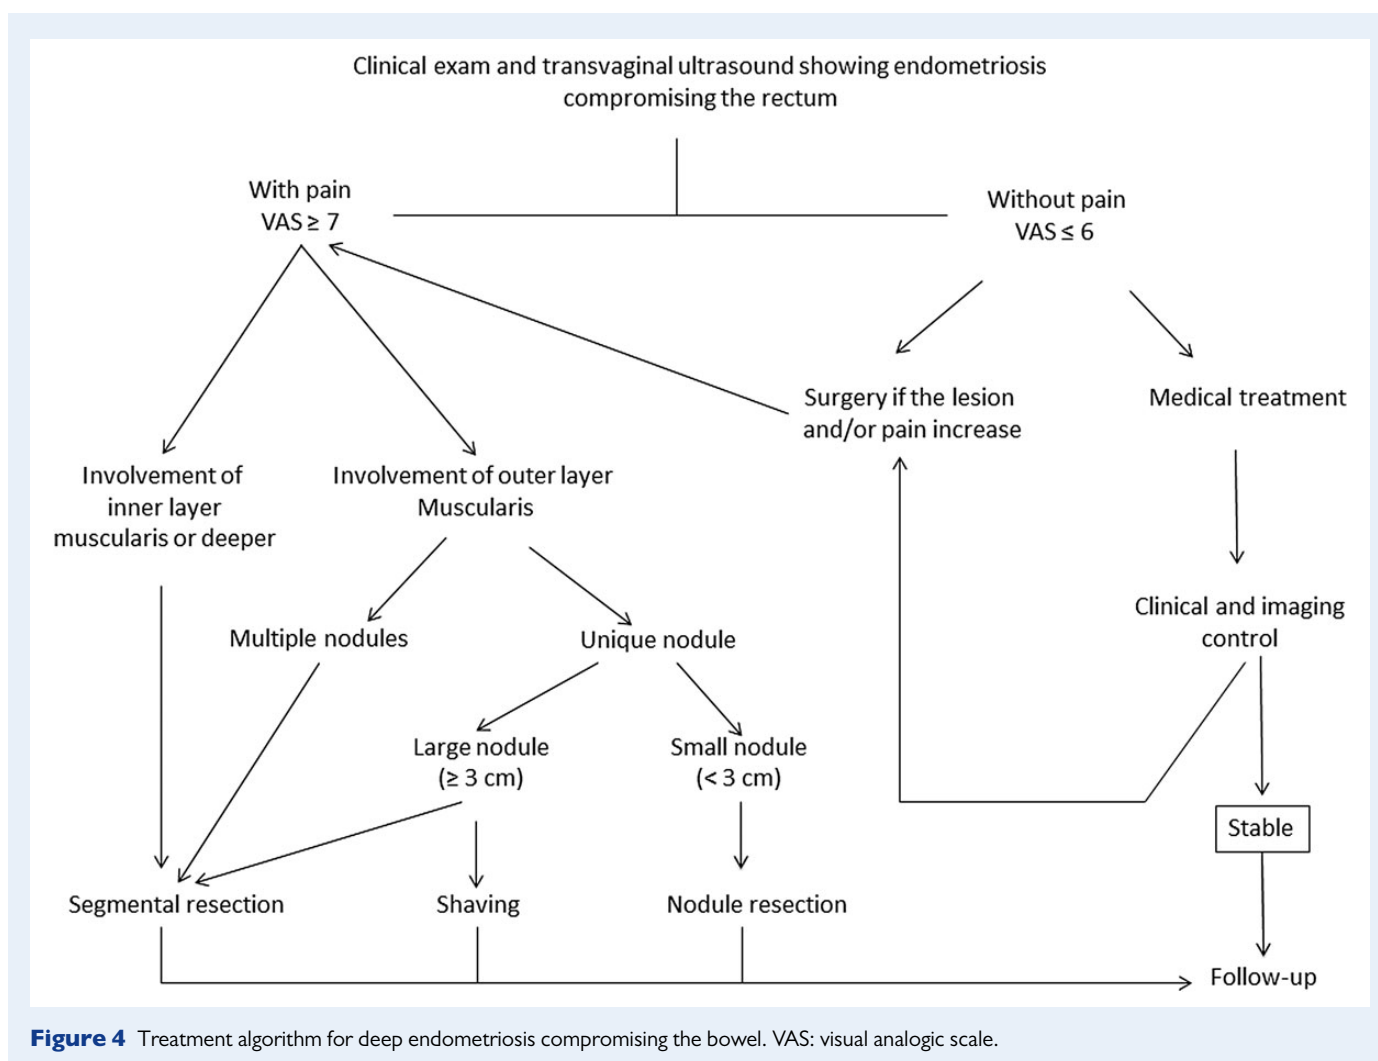 Clinical exam and transvaginal ultrasound showing endometriosis
compromising the rectum
With pain
VAS ≥ 7
Without pain
VAS ≤ 6
Surgery if the lesion
and/or pain increase
Medical treatment
Involvement of
inner layer
muscularis or deeper
Involvement of outer layer
Muscularis
Clinical and imaging
control
Multiple nodules
Unique nodule
Large nodule
(≥ 3 cm)
Small nodule
(< 3 cm)
Stable
Segmental resection
Shaving
Nodule resection
Follow-up
Figure 4 Treatment algorithm for deep endometriosis compromising the bowel. VAS: visual analogic scale.